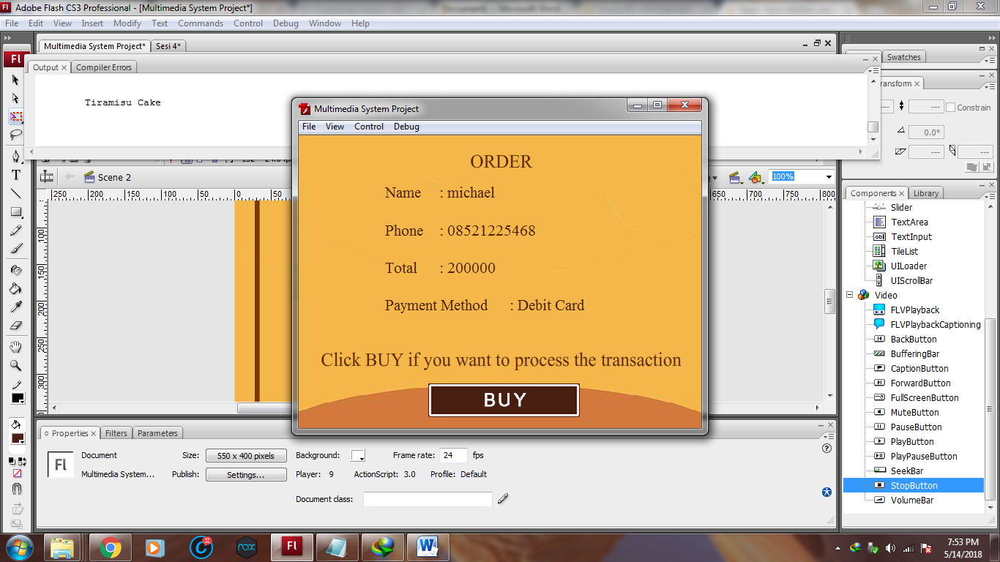 Adobe Flash CS3 Professional - [Multimedia System Project*]
File Edit View Insert Modify Text Commands Control Debug Window Help
Multimedia System Project* Sesi 4*
Fl
Output Compiler Errors
Tiramisu Cake
Swatches
ransform
--- --- Constrain
0.0°
--- ---
Scene 2
100%
250 200 150 100 50 0 50
650 700 750 800
100
150
200
250
300
Multimedia System Project
File View Control Debug
ORDER
Name : michael
Phone : 08521225468
Total : 200000
Payment Method : Debit Card
Click BUY if you want to process the transaction
BUY
Components Library
Slider
TextArea
TextInput
TileList
UILoader
UIScrollBar
Video
FLVPlayback
FLVPlaybackCaptioning
BackButton
BufferingBar
CaptionButton
ForwardButton
FullScreenButton
MuteButton
PauseButton
PlayButton
PlayPauseButton
SeekBar
StopButton
VolumeBar
Properties Filters Parameters
Fl
Document Size: 550 x 400 pixels Background: Frame rate: 24 fps
Multimedia System... Publish: Settings... Player: 9 ActionScript: 3.0 Profile: Default
Document class:
nox Fl
7:53 PM
5/14/2018